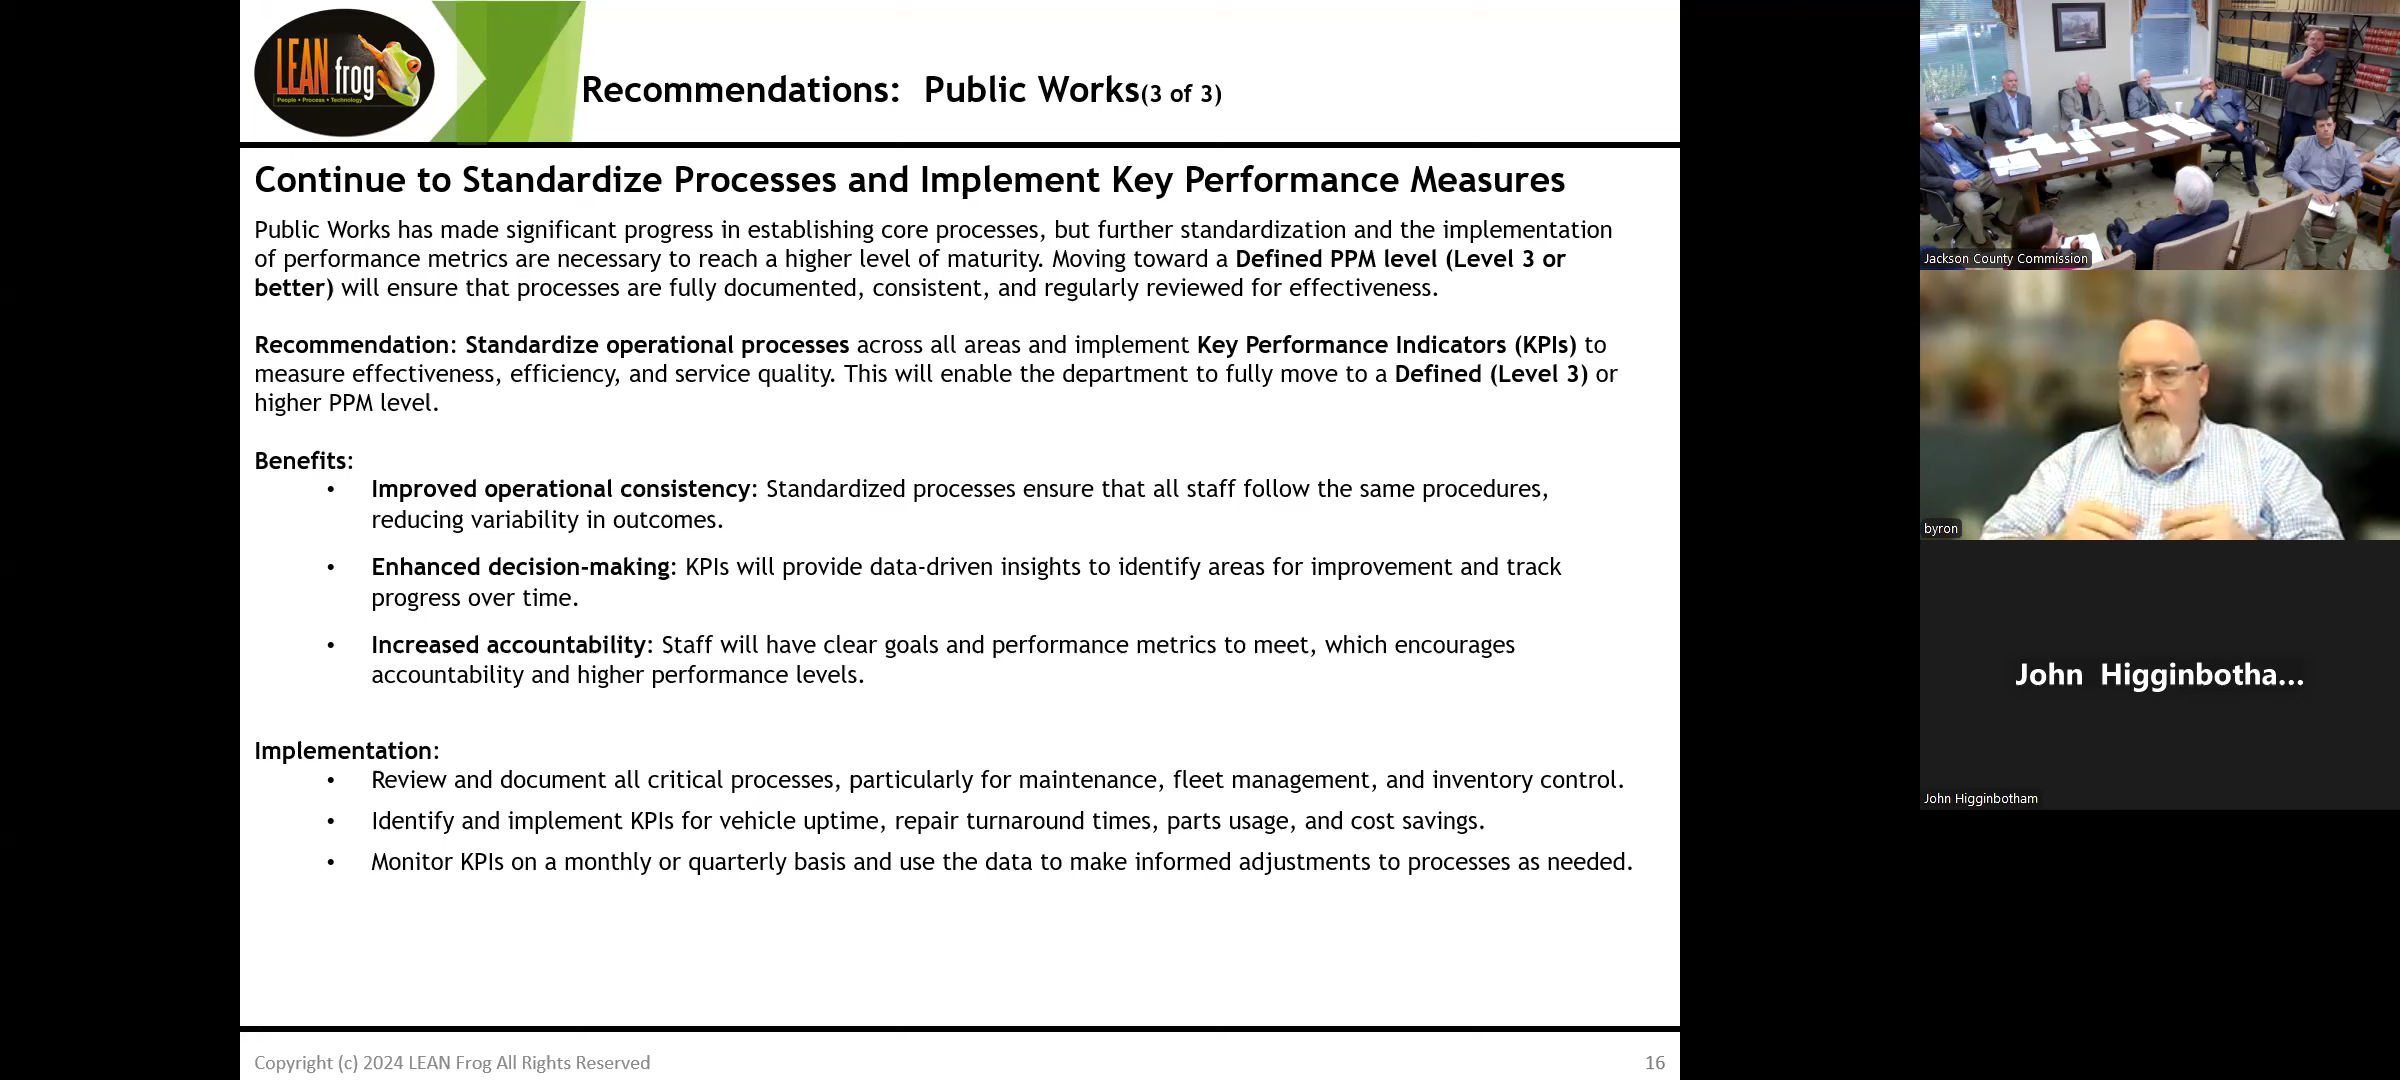 LEAN frog
People • Process • Technology
Recommendations:  Public Works(3 of 3)
Continue to Standardize Processes and Implement Key Performance Measures
Public Works has made significant progress in establishing core processes, but further standardization and the implementation
of performance metrics are necessary to reach a higher level of maturity. Moving toward a Defined PPM level (Level 3 or
better) will ensure that processes are fully documented, consistent, and regularly reviewed for effectiveness.
Recommendation: Standardize operational processes across all areas and implement Key Performance Indicators (KPIs) to
measure effectiveness, efficiency, and service quality. This will enable the department to fully move to a Defined (Level 3) or
higher PPM level.
Benefits:
• Improved operational consistency: Standardized processes ensure that all staff follow the same procedures,
reducing variability in outcomes.
• Enhanced decision-making: KPIs will provide data-driven insights to identify areas for improvement and track
progress over time.
• Increased accountability: Staff will have clear goals and performance metrics to meet, which encourages
accountability and higher performance levels.
Implementation:
• Review and document all critical processes, particularly for maintenance, fleet management, and inventory control.
• Identify and implement KPIs for vehicle uptime, repair turnaround times, parts usage, and cost savings.
• Monitor KPIs on a monthly or quarterly basis and use the data to make informed adjustments to processes as needed.
Copyright (c) 2024 LEAN Frog All Rights Reserved
16
Jackson County Commission
byron
John  Higginbotha...
John Higginbotham